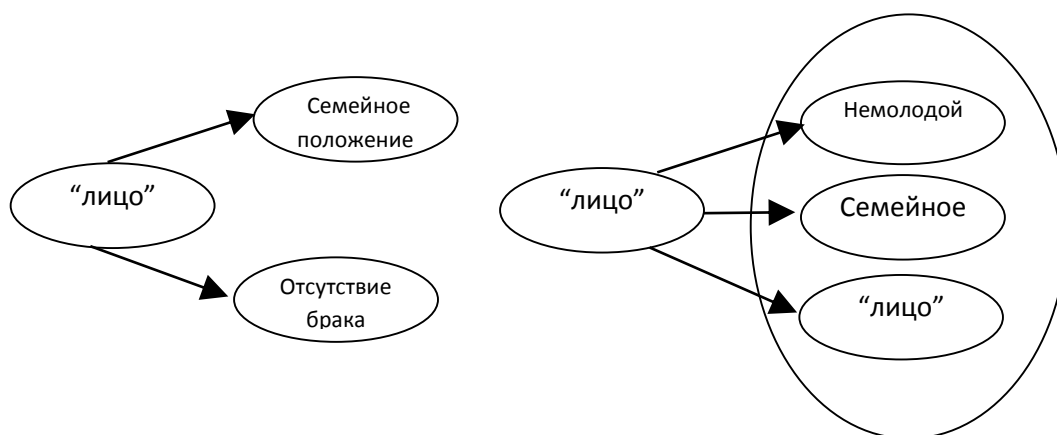 Семейное
положение
“лицо”
Отсутствие
брака
“лицо”
Немолодой
Семейное
“лицо”